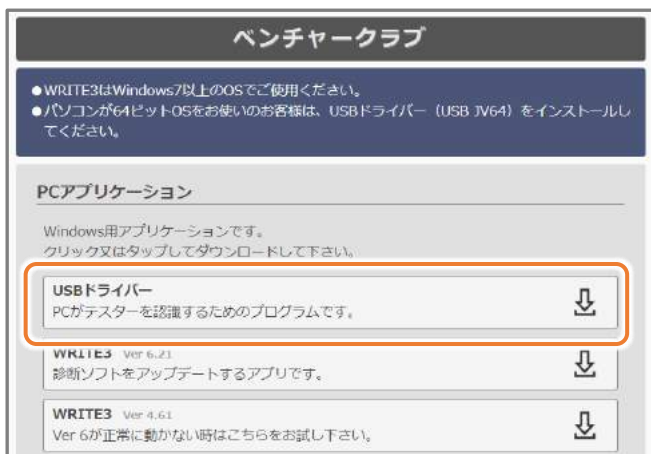 ベンチャークラブ
●WRITE3はWindows7以上のOSでご使用ください。
●パソコンが64ビットOSをお使いのお客様は、USBドライバー（USB JV64）をインストールし
てください。
PCアプリケーション
Windows用アプリケーションです。
クリック又はタップしてダウンロードして下さい。
USBドライバー
PCがテスターを認識するためのプログラムです。
WRITE3 Ver 6.21
診断ソフトをアップデートするアプリです。
WRITE3 Ver 4.61
Ver 6が正常に動かない時はこちらをお試し下さい。